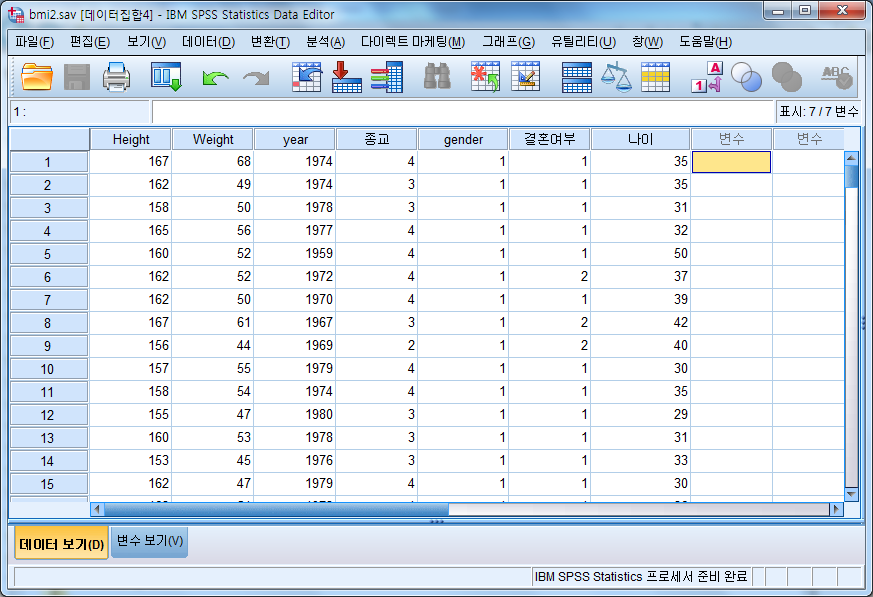 bmi2.sav [데이터집합4] - IBM SPSS Statistics Data Editor
파일(F) 편집(E) 보기(V) 데이터(D) 변환(T) 분석(A) 다이렉트 마케팅(M) 그래프(G) 유틸리티(U) 창(W) 도움말(H)
1 A ABC
1 : 표시: 7 / 7 변수
Height Weight year 종교 gender 결혼여부 나이 변수 변수
1 167 68 1974 4 1 1 35
2 162 49 1974 3 1 1 35
3 158 50 1978 3 1 1 31
4 165 56 1977 4 1 1 32
5 160 52 1959 4 1 1 50
6 162 52 1972 4 1 2 37
7 162 50 1970 4 1 1 39
8 167 61 1967 3 1 2 42
9 156 44 1969 2 1 2 40
10 157 55 1979 4 1 1 30
11 158 54 1974 4 1 1 35
12 155 47 1980 3 1 1 29
13 160 53 1978 3 1 1 31
14 153 45 1976 3 1 1 33
15 162 47 1979 4 1 1 30
데이터 보기(D) 변수 보기(V)
IBM SPSS Statistics 프로세서 준비 완료